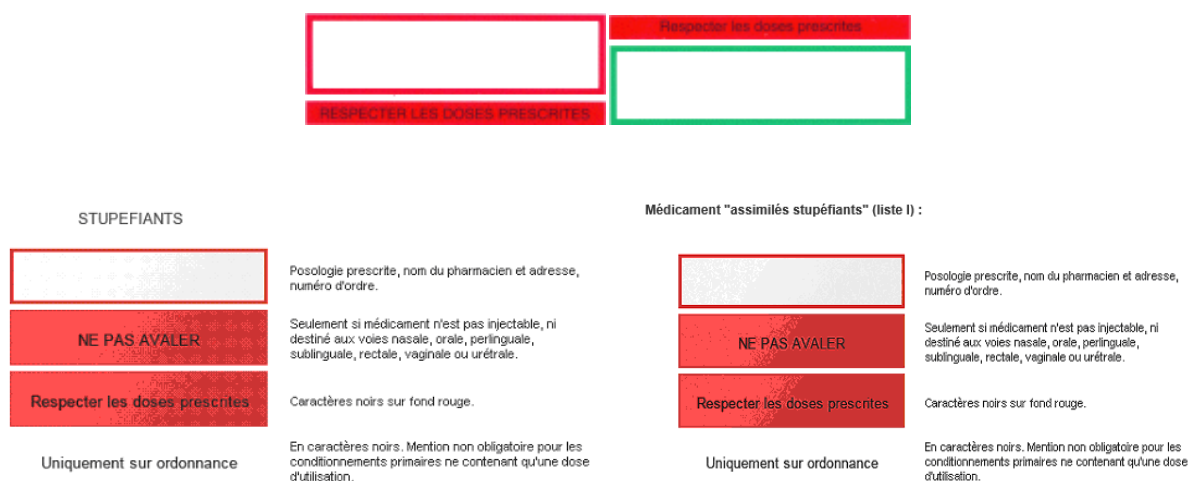 Respecter les doses prescrites
RESPECTER LES DOSES PRESCRITES
STUPEFIANTS
Posologie prescrite, nom du pharmacien et adresse,
numéro d'ordre.
NE PAS AVALER
Seulement si médicament n'est pas injectable, ni
destiné aux voies nasale, orale, perlinguale,
sublinguale, rectale, vaginale ou urétrale.
Respecter les doses prescrites
Caractères noirs sur fond rouge.
Uniquement sur ordonnance
En caractères noirs. Mention non obligatoire pour les
conditionnements primaires ne contenant qu'une dose
d'utilisation.
Médicament "assimilés stupéfiants" (liste I) :
Posologie prescrite, nom du pharmacien et adresse,
numéro d'ordre.
NE PAS AVALER
Seulement si médicament n'est pas injectable, ni
destiné aux voies nasale, orale, perlinguale,
sublinguale, rectale, vaginale ou urétrale.
Respecter les doses prescrites
Caractères noirs sur fond rouge.
Uniquement sur ordonnance
En caractères noirs. Mention non obligatoire pour les
conditionnements primaires ne contenant qu'une dose
d'utilisation.